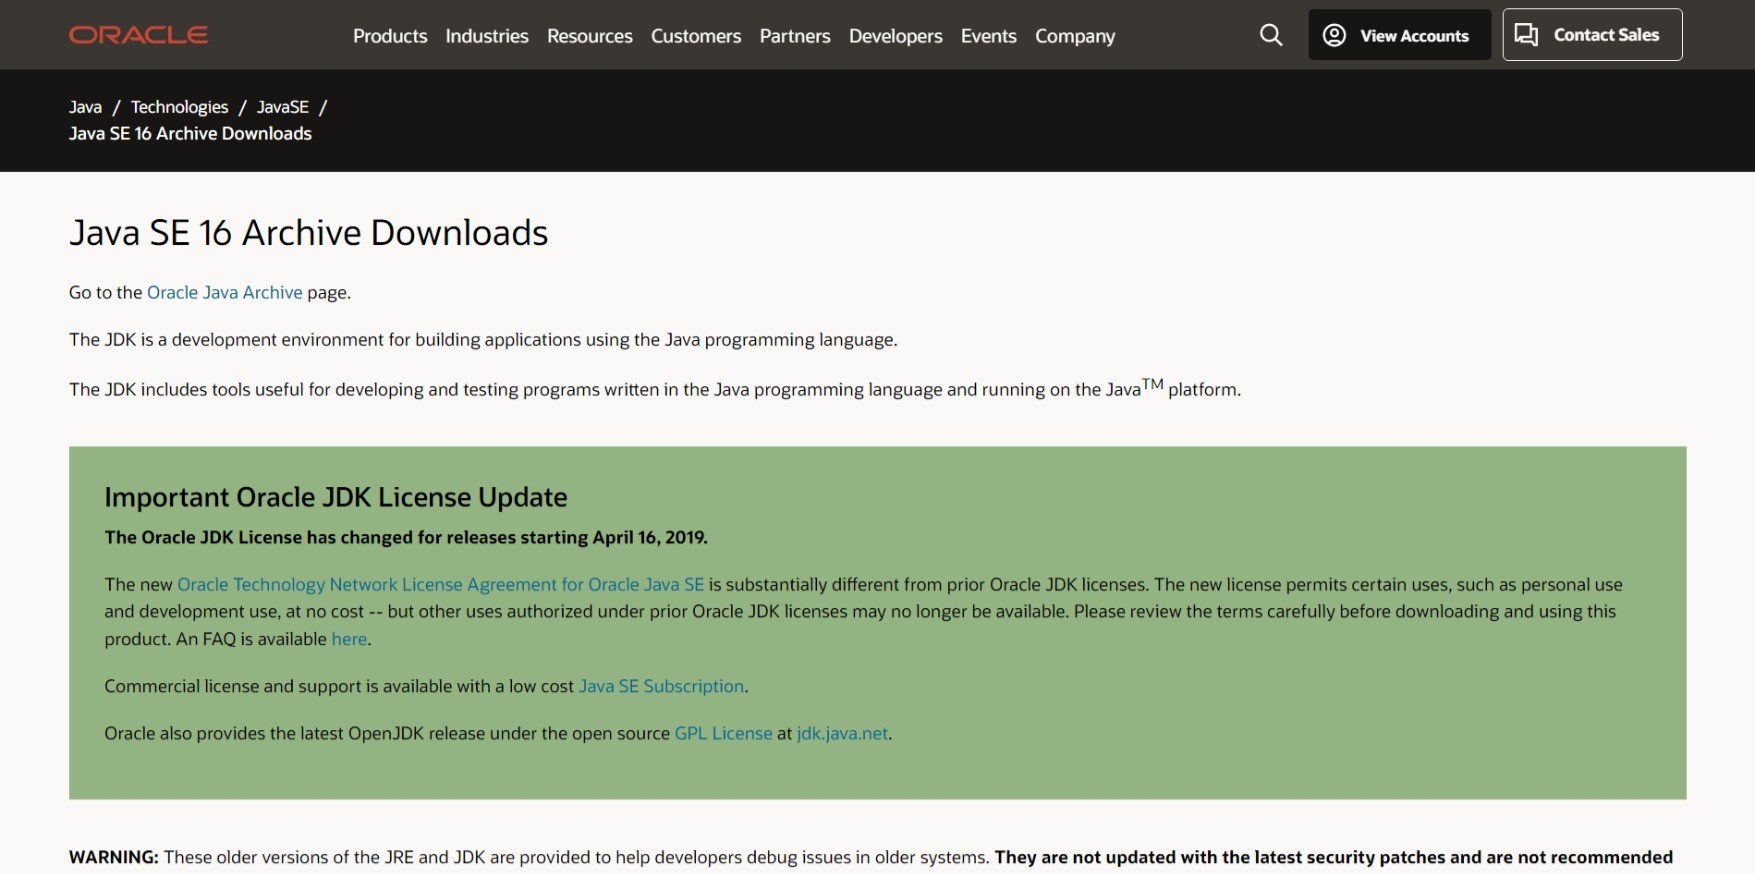 ORACLE
Products Industries Resources Customers Partners Developers Events Company
View Accounts
Contact Sales
Java / Technologies / JavaSE /
Java SE 16 Archive Downloads
Java SE 16 Archive Downloads
Go to the Oracle Java Archive page.
The JDK is a development environment for building applications using the Java programming language.
The JDK includes tools useful for developing and testing programs written in the Java programming language and running on the Java™ platform.
Important Oracle JDK License Update
The Oracle JDK License has changed for releases starting April 16, 2019.
The new Oracle Technology Network License Agreement for Oracle Java SE is substantially different from prior Oracle JDK licenses. The new license permits certain uses, such as personal use
and development use, at no cost -- but other uses authorized under prior Oracle JDK licenses may no longer be available. Please review the terms carefully before downloading and using this
product. An FAQ is available here.
Commercial license and support is available with a low cost Java SE Subscription.
Oracle also provides the latest OpenJDK release under the open source GPL License at jdk.java.net.
WARNING: These older versions of the JRE and JDK are provided to help developers debug issues in older systems. They are not updated with the latest security patches and are not recommended